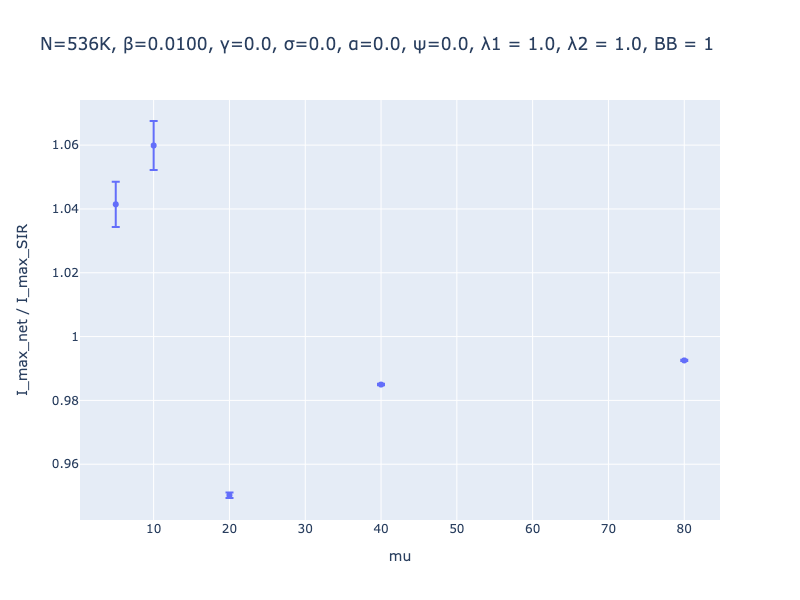 N=536K, β=0.0100, γ=0.0, σ=0.0, α=0.0, ψ=0.0, λ1 = 1.0, λ2 = 1.0, BB = 1
1.06
1.04
1.02
1
0.98
0.96
I_max_net / I_max_SIR
10 20 30 40 50 60 70 80
mu